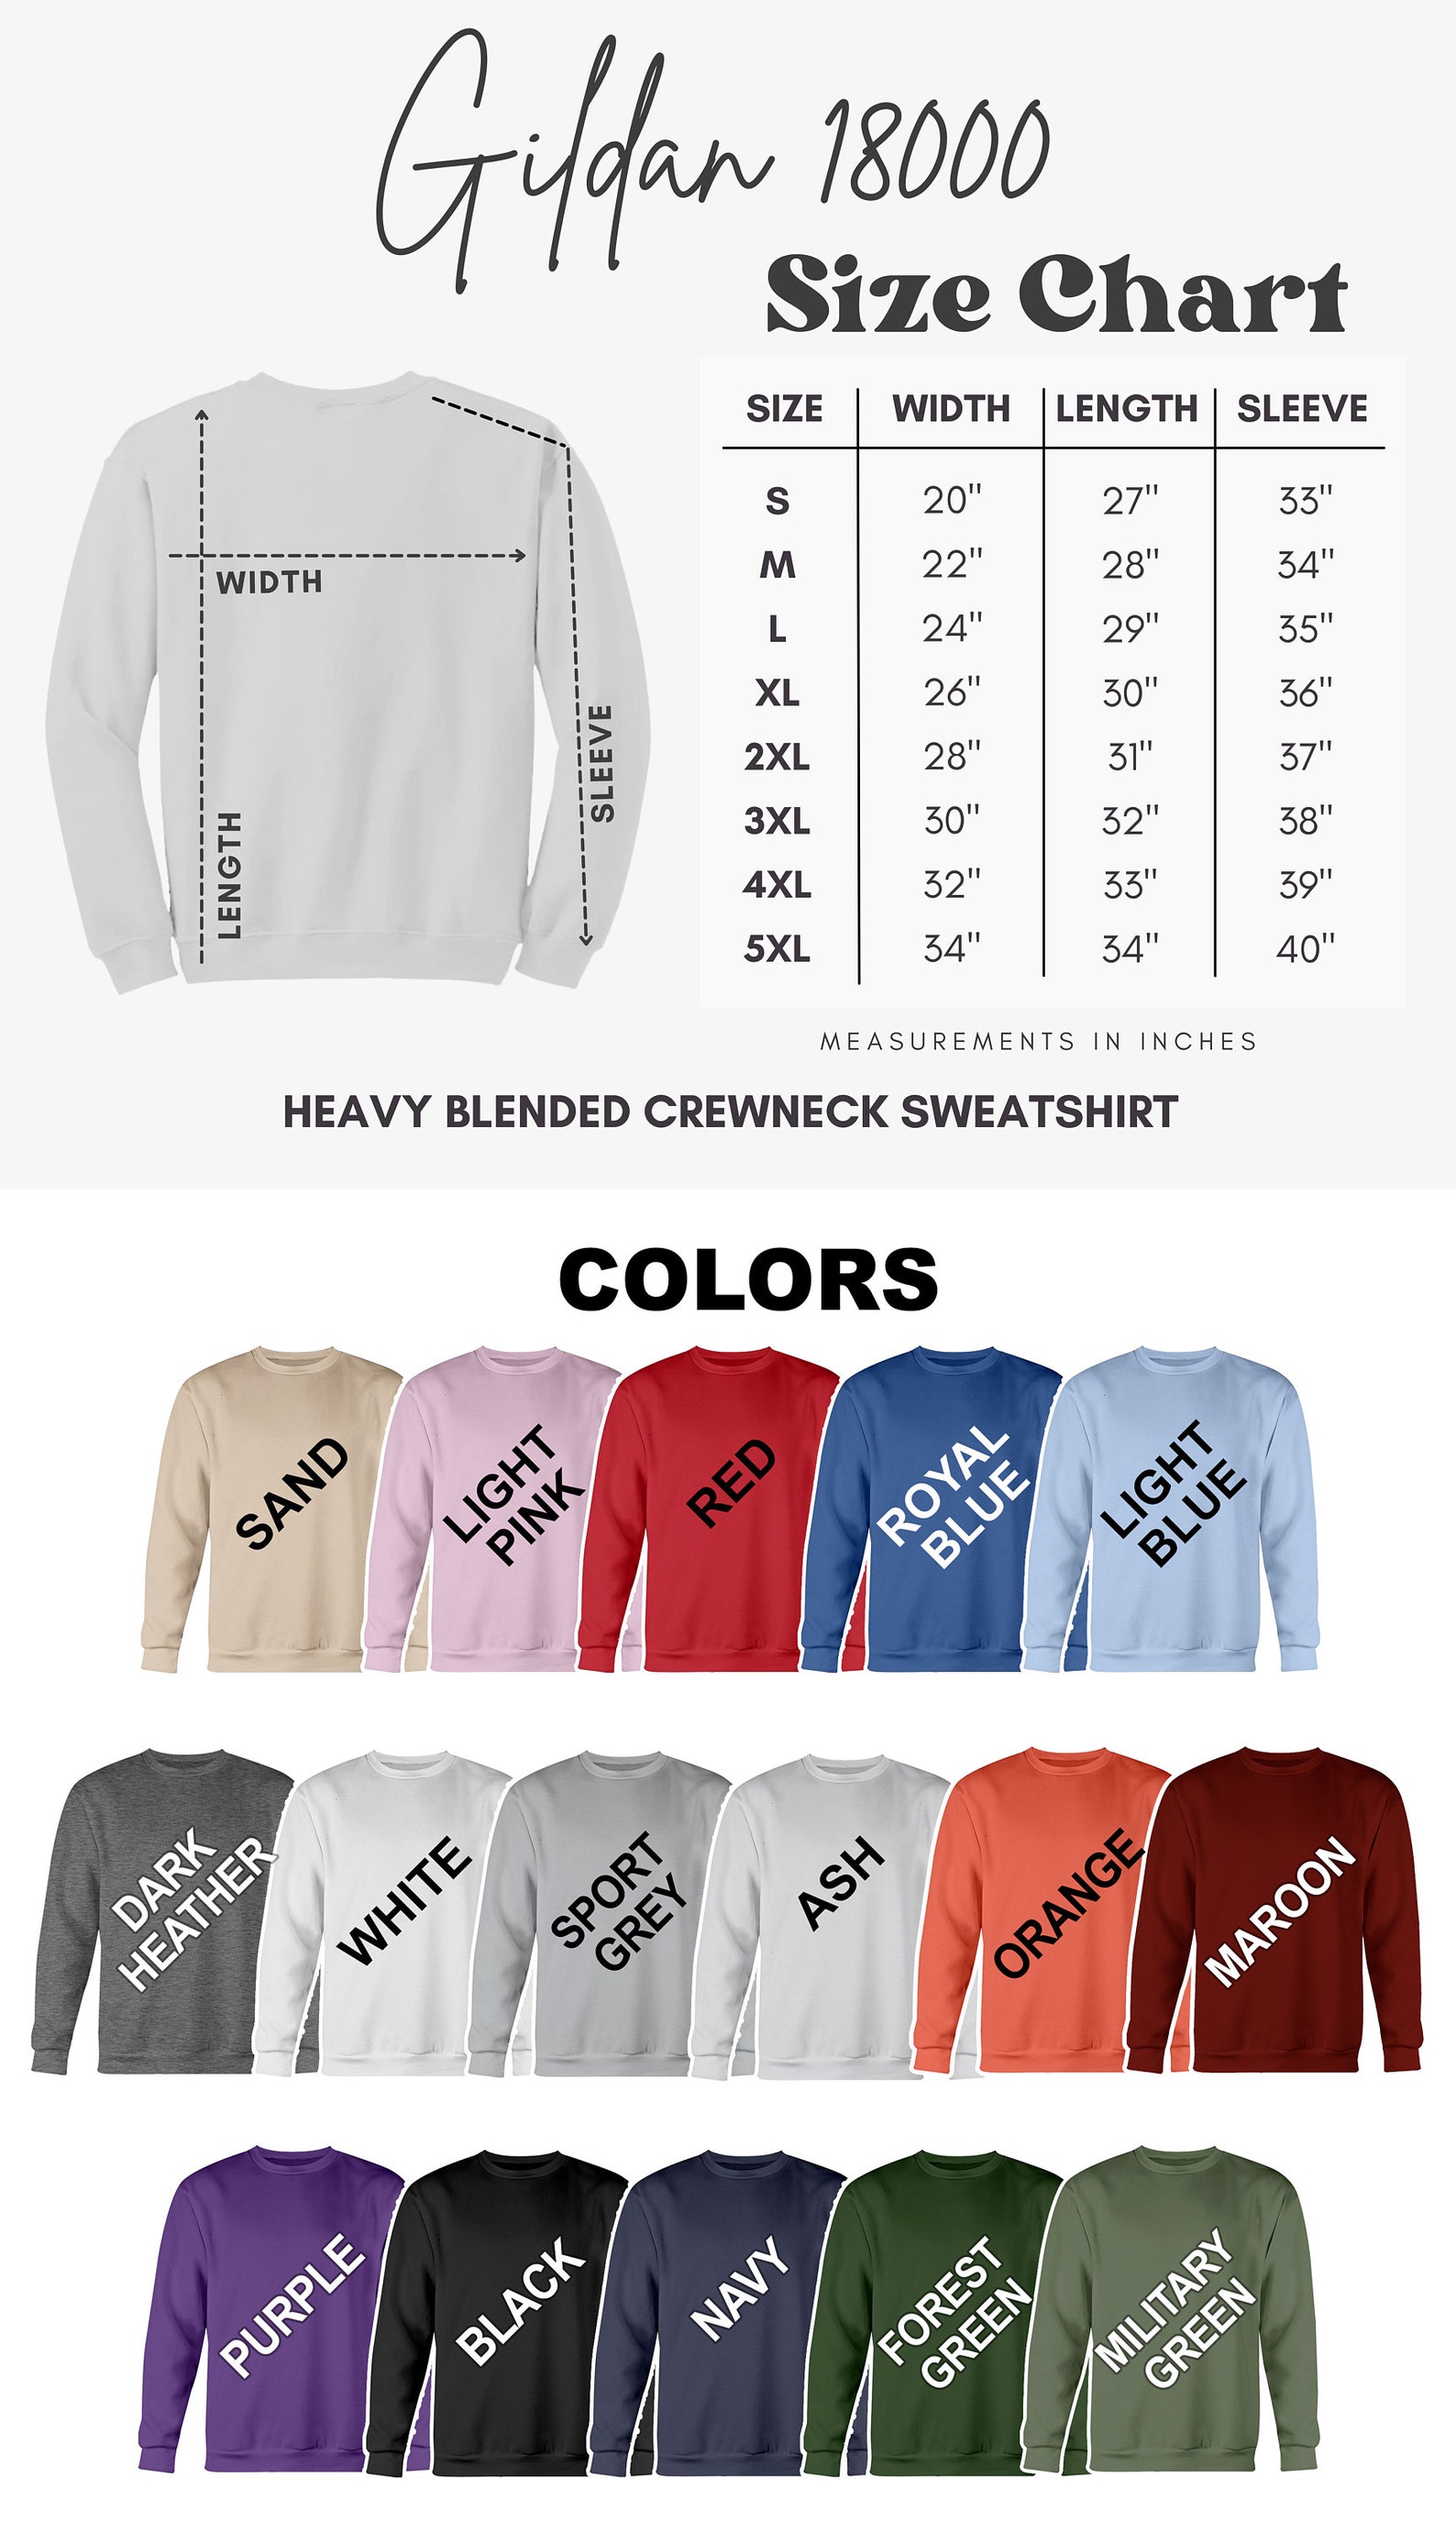 Gildan 18000
Size Chart
SIZE WIDTH LENGTH SLEEVE
S 20" 27" 33"
M 22" 28" 34"
L 24" 29" 35"
XL 26" 30" 36"
2XL 28" 31" 37"
3XL 30" 32" 38"
4XL 32" 33" 39"
5XL 34" 34" 40"
WIDTH
LENGTH
SLEEVE
MEASUREMENTS IN INCHES
HEAVY BLENDED CREWNECK SWEATSHIRT
COLORS
SAND
LIGHT
PINK
RED
ROYAL
BLUE
LIGHT
BLUE
DARK
HEATHER
WHITE
SPORT
GREY
ASH
ORANGE
MAROON
PURPLE
BLACK
NAVY
FOREST
GREEN
MILITARY
GREEN